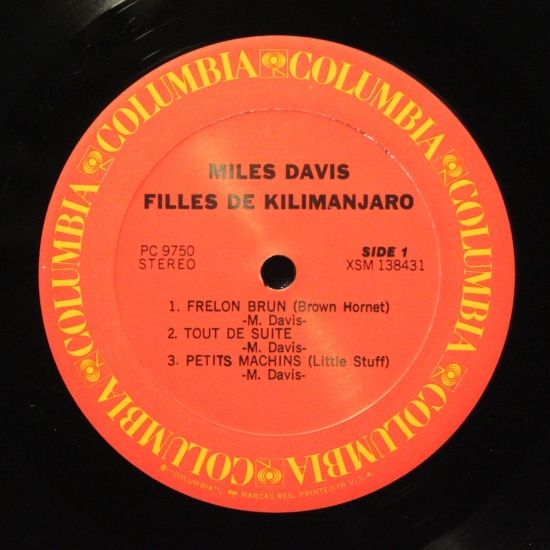 COLUMBIA COLUMBIA COLUMBIA COLUMBIA COLUMBIA COLUMBIA
MILES DAVIS
FILLES DE KILIMANJARO
PC 9750
STEREO
SIDE 1
XSM 138431
1. FRELON BRUN (Brown Hornet)
-M. Davis-
2. TOUT DE SUITE
-M. Davis-
3. PETITS MACHINS (Little Stuff)
-M. Davis-
"COLUMBIA", MARCAS REG. PRINTED IN U.S.A.